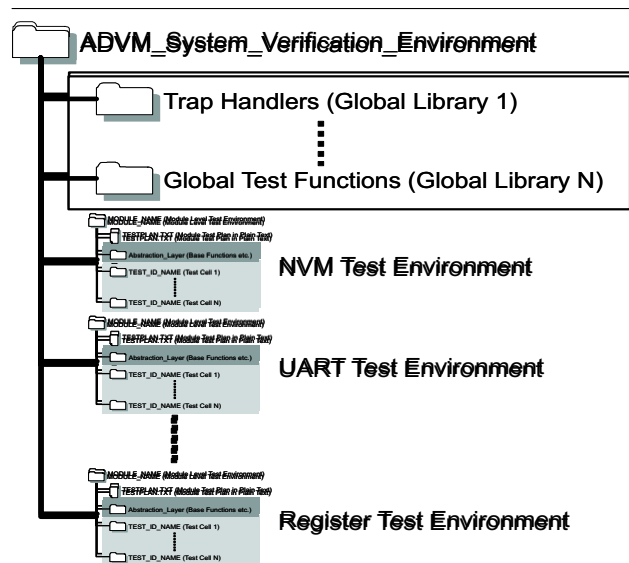 ADVM_System_Verification_Environment
Trap Handlers (Global Library 1)
Global Test Functions (Global Library N)
MODULE_NAME (Module Level Test Environment)
TESTPLAN.TXT (Module Test Plan in Plain Text)
Abstraction_Layer (Base Functions etc.)
TEST_ID_NAME (Test Cell 1)
TEST_ID_NAME (Test Cell N)
NVM Test Environment
MODULE_NAME (Module Level Test Environment)
TESTPLAN.TXT (Module Test Plan in Plain Text)
Abstraction_Layer (Base Functions etc.)
TEST_ID_NAME (Test Cell 1)
TEST_ID_NAME (Test Cell N)
UART Test Environment
MODULE_NAME (Module Level Test Environment)
TESTPLAN.TXT (Module Test Plan in Plain Text)
Abstraction_Layer (Base Functions etc.)
TEST_ID_NAME (Test Cell 1)
TEST_ID_NAME (Test Cell N)
Register Test Environment